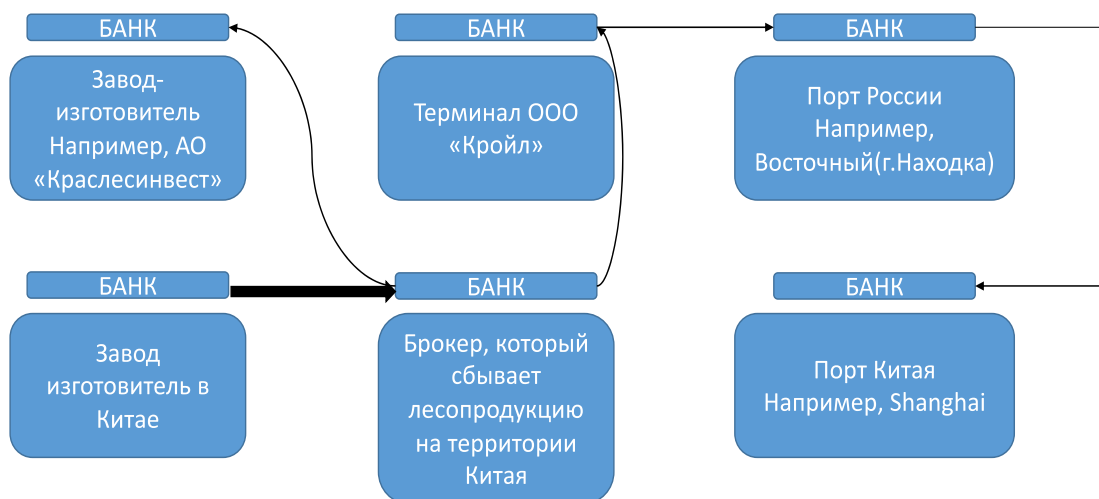 БАНК
Завод-
изготовитель
Например, АО
«Краслесинвест»
БАНК
Терминал ООО
«Кройл»
БАНК
Порт России
Например,
Восточный(г.Находка)
БАНК
Завод
изготовитель в
Китае
БАНК
Брокер, который
сбывает
лесопродукцию
на территории
Китая
БАНК
Порт Китая
Например, Shanghai